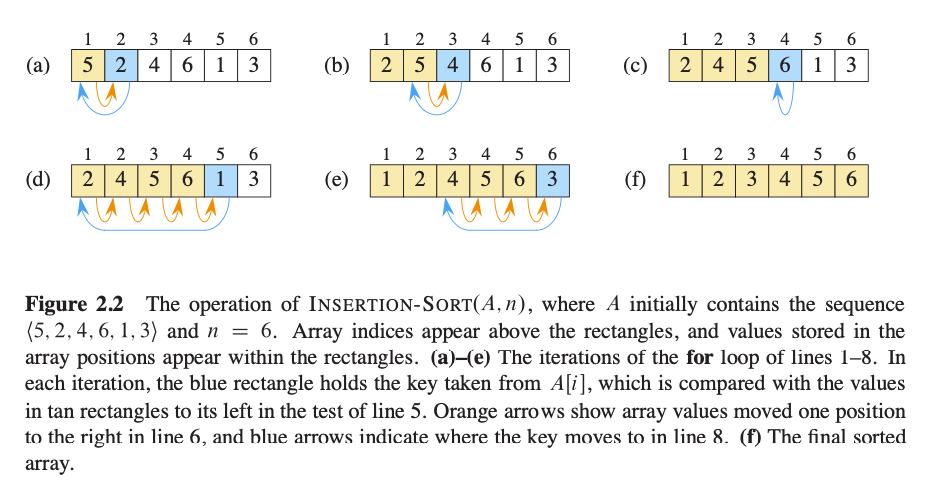 1 2 3 4 5 6 1 2 3 4 5 6 1 2 3 4 5 6
(a) 5 2 4 6 1 3 (b) 2 5 4 6 1 3 (c) 2 4 5 6 1 3
1 2 3 4 5 6 1 2 3 4 5 6 1 2 3 4 5 6
(d) 2 4 5 6 1 3 (e) 1 2 4 5 6 3 (f) 1 2 3 4 5 6
Figure 2.2 The operation of INSERTION-SORT(A, n), where A initially contains the sequence
⟨5, 2, 4, 6, 1, 3⟩ and n = 6. Array indices appear above the rectangles, and values stored in the
array positions appear within the rectangles. (a)–(e) The iterations of the for loop of lines 1–8. In
each iteration, the blue rectangle holds the key taken from A[i], which is compared with the values
in tan rectangles to its left in the test of line 5. Orange arrows show array values moved one position
to the right in line 6, and blue arrows indicate where the key moves to in line 8. (f) The final sorted
array.